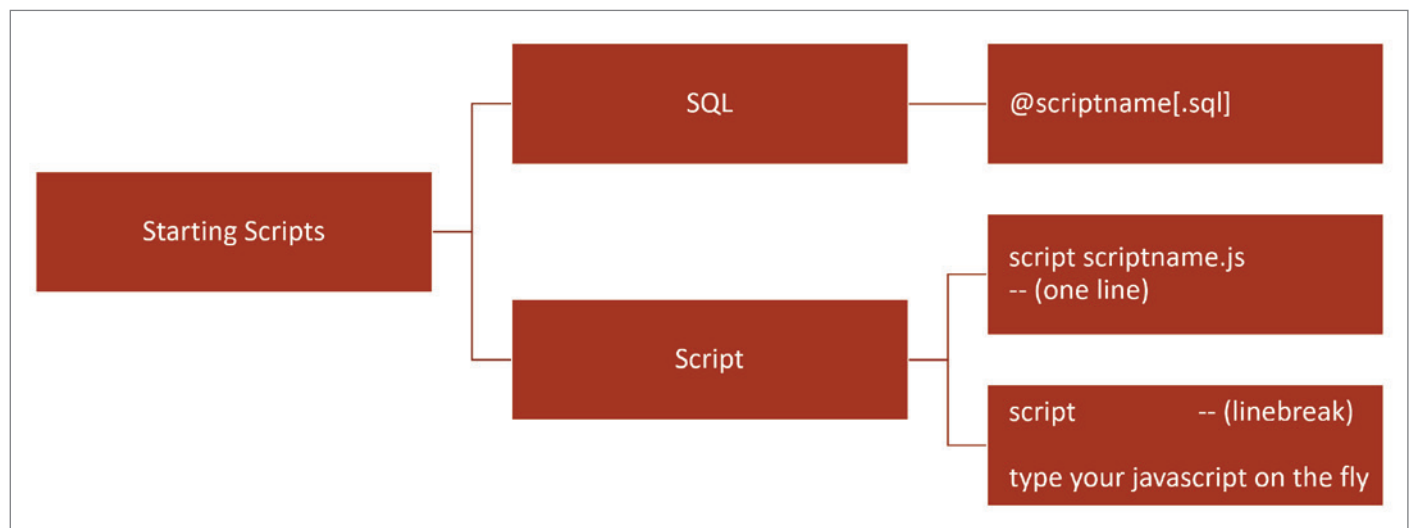 Starting Scripts
SQL
@scriptname[.sql]
Script
script scriptname.js
-- (one line)
script -- (linebreak)
type your javascript on the fly